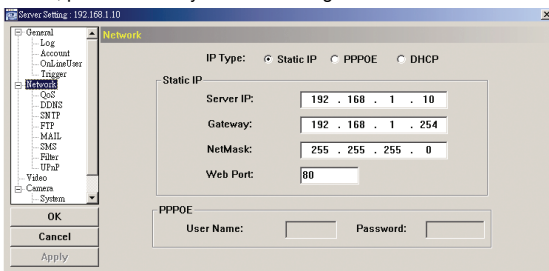 Server Setting : 192.168.1.10
General
Log
Account
OnLineUser
Trigger
Network
QoS
DDNS
SNTP
FTP
MAIL
SMS
Filter
UPnP
Video
Camera
System
OK
Cancel
Apply
Network
IP Type: Static IP PPPOE DHCP
Static IP
Server IP: 192 . 168 . 1 . 10
Gateway: 192 . 168 . 1 . 254
NetMask: 255 . 255 . 255 . 0
Web Port: 80
PPPOE
User Name: Password: